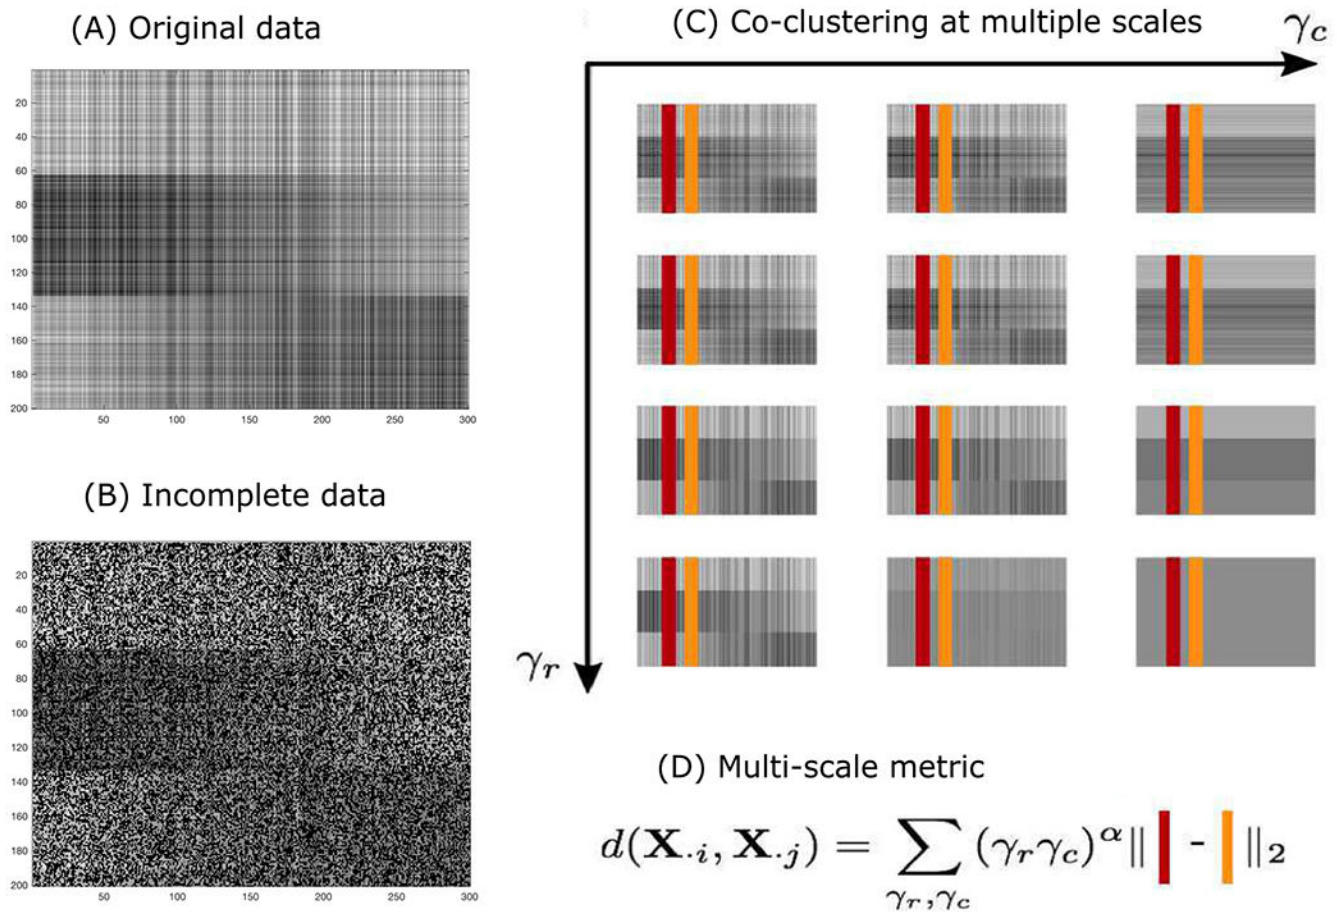 (A) Original data
20
40
60
80
100
120
140
160
180
200
50 100 150 200 250 300
(B) Incomplete data
20
40
60
80
100
120
140
160
180
200
50 100 150 200 250 300
(C) Co-clustering at multiple scales
γ_c
γ_r
(D) Multi-scale metric
d(X.i, X.j) = ∑ (γrγc)^α ‖ - ‖2
γr,γc